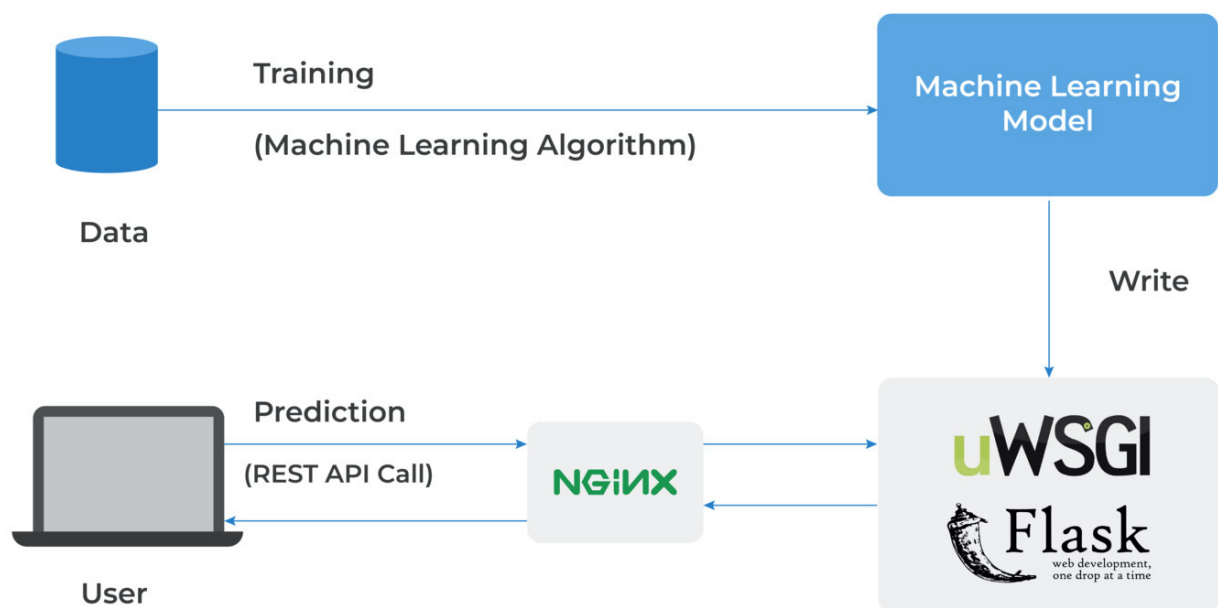 Training
Machine Learning
Model
(Machine Learning Algorithm)
Data
Write
Prediction
(REST API Call)
NGINX
uWSGI
Flask
web development,
one drop at a time
User